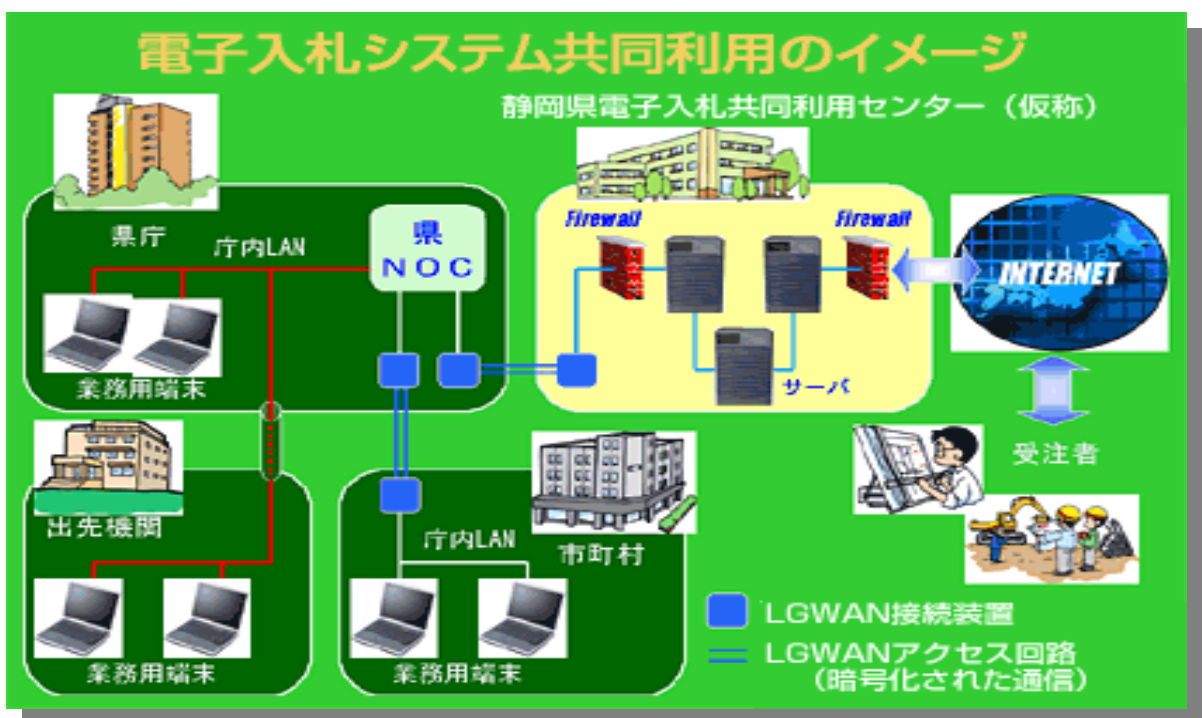 電子入札システム共同利用のイメージ
静岡県電子入札共同利用センター（仮称）
県庁
庁内LAN
県
NOC
業務用端末
Firewall
Firewall
サーバ
INTERNET
受注者
出先機関
業務用端末
庁内LAN
市町村
業務用端末
LGWAN接続装置
LGWANアクセス回路
（暗号化された通信）